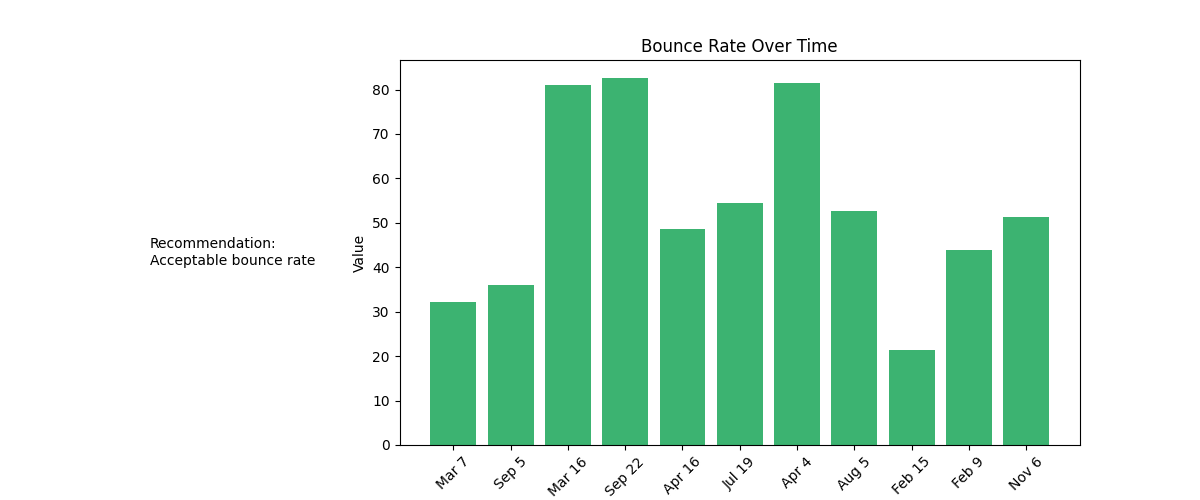 Bounce Rate Over Time
Recommendation:
Acceptable bounce rate
Value
80
70
60
50
40
30
20
10
0
Mar 7
Sep 5
Mar 16
Sep 22
Apr 16
Jul 19
Apr 4
Aug 5
Feb 15
Feb 9
Nov 6